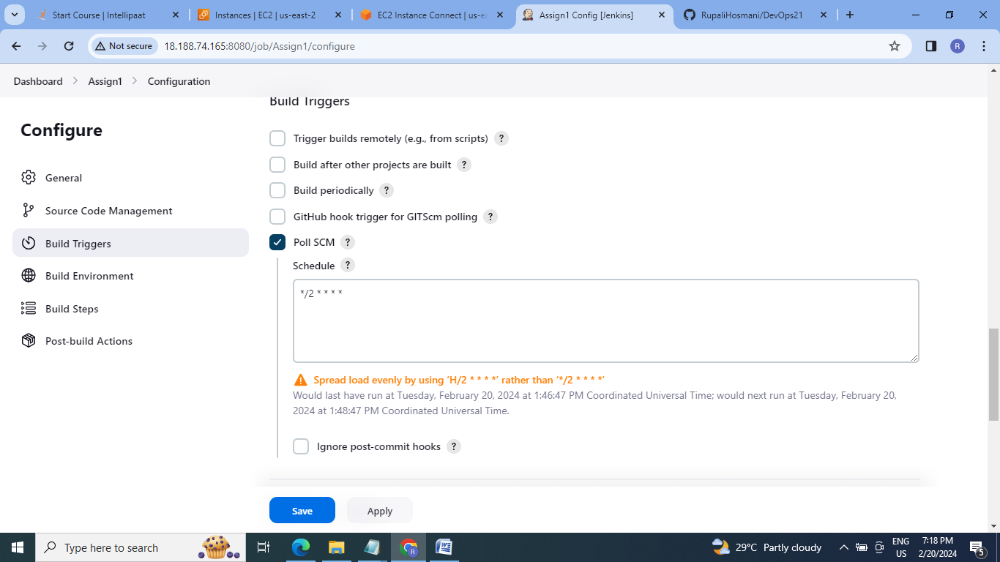 Start Course | Intellipaat
Instances | EC2 | us-east-2
EC2 Instance Connect | us-ea
Assign1 Config [Jenkins]
RupaliHosmani/DevOps21
Not secure
18.188.74.165:8080/job/Assign1/configure
R
Dashboard
Assign1
Configuration
Configure
General
Source Code Management
Build Triggers
Build Environment
Build Steps
Post-build Actions
Build Triggers
Trigger builds remotely (e.g., from scripts) ?
Build after other projects are built ?
Build periodically ?
GitHub hook trigger for GITScm polling ?
Poll SCM ?
Schedule ?
*/2 * * * *
Spread load evenly by using ‘H/2 * * * *’ rather than ‘*/2 * * * *’
Would last have run at Tuesday, February 20, 2024 at 1:46:47 PM Coordinated Universal Time; would next run at Tuesday, February 20,
2024 at 1:48:47 PM Coordinated Universal Time.
Ignore post-commit hooks ?
Save
Apply
Type here to search
R
W
29°C Partly cloudy
ENG
US
7:18 PM
2/20/2024
5